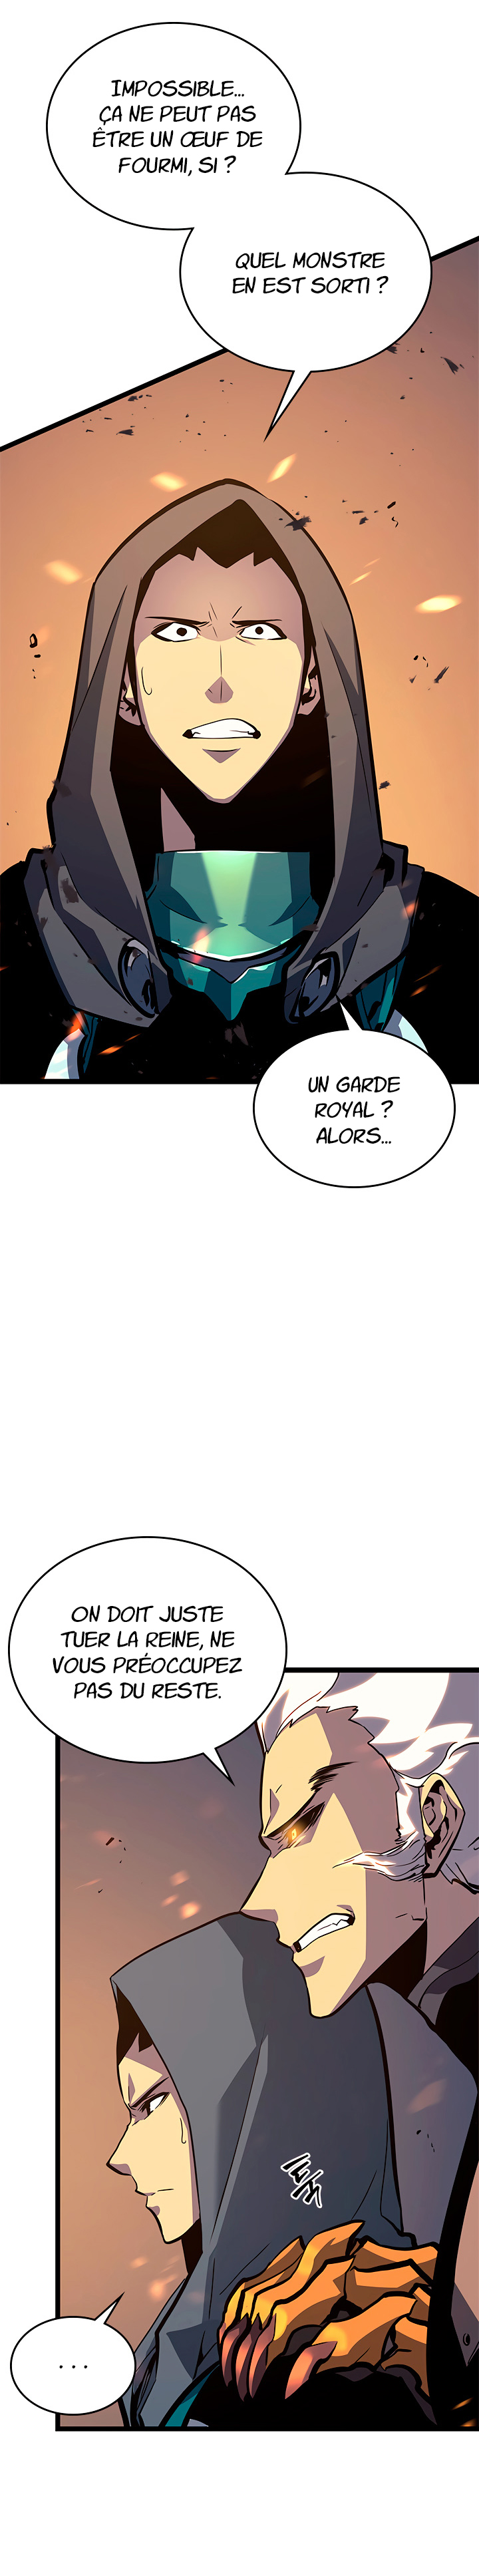 IMPOSSIBLE...
ÇA NE PEUT PAS
ÊTRE UN ŒUF DE
FOURMI, SI ?
QUEL MONSTRE
EN EST SORTI ?
UN GARDE
ROYAL ?
ALORS...
ON DOIT JUSTE
TUER LA REINE, NE
VOUS PRÉOCCUPEZ
PAS DU RESTE.
툭
...